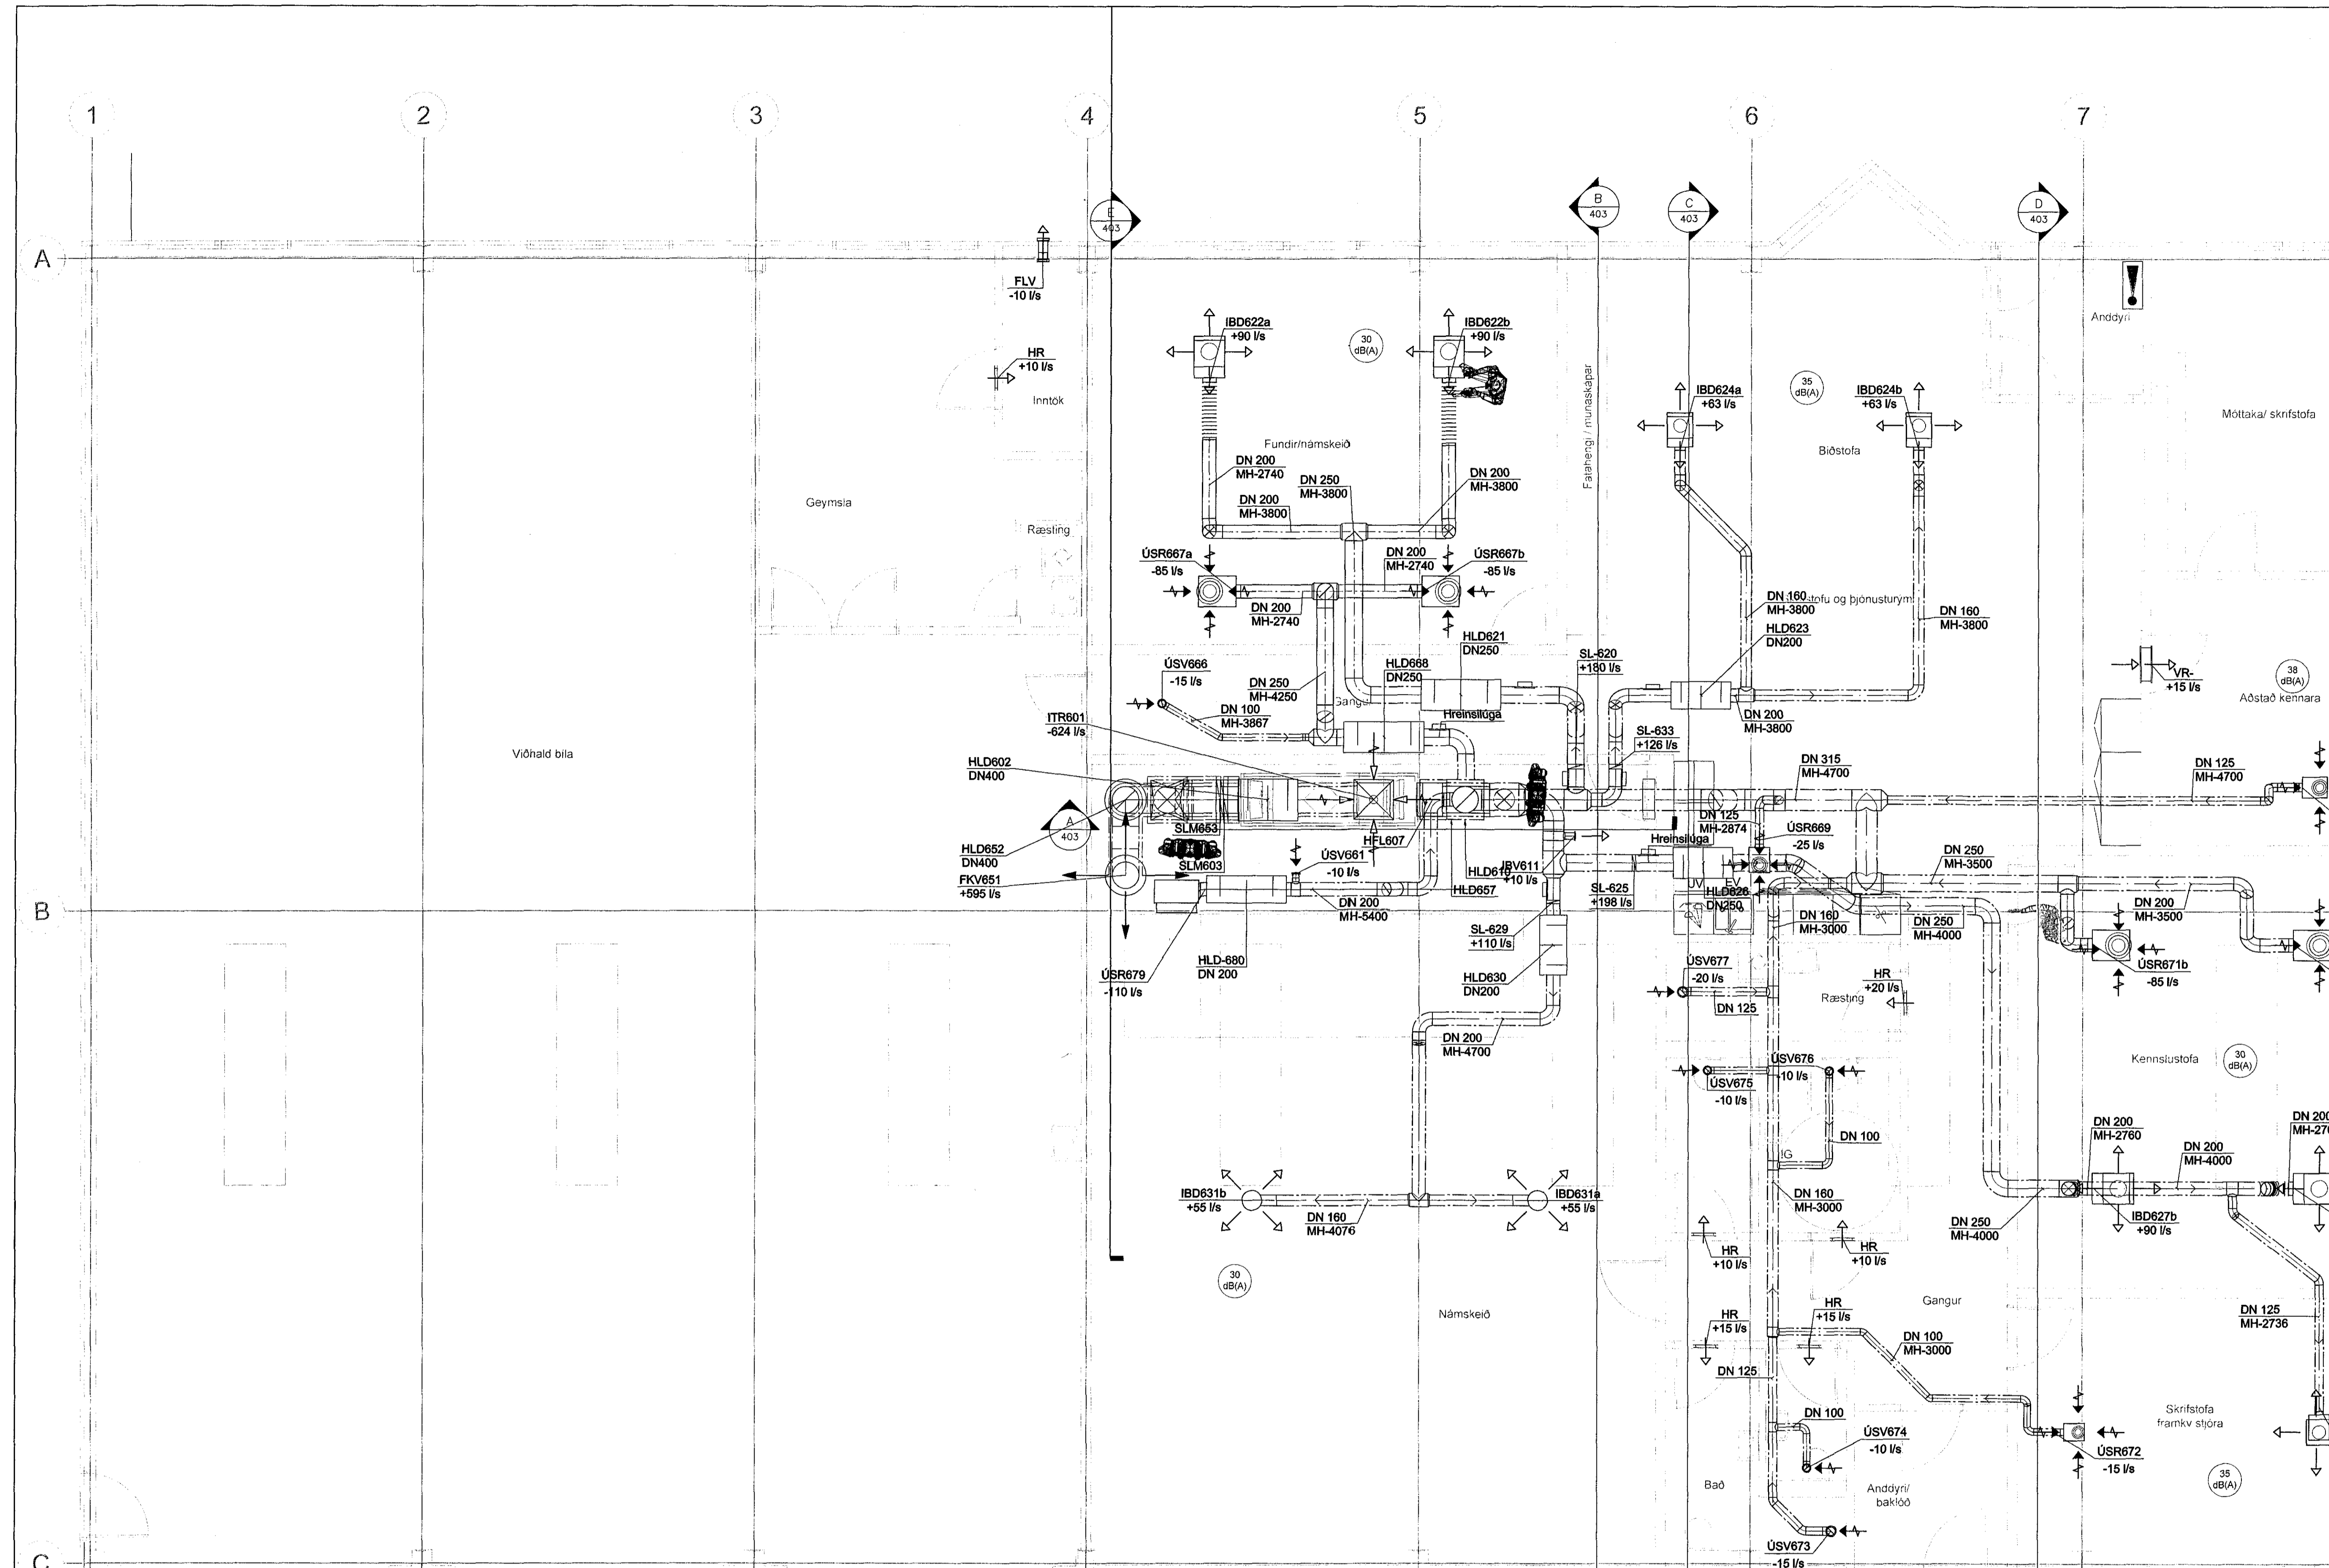 1
2
3
4
5
6
7
A
B
C
E
403
B
403
C
403
D
403
FLV
-10 l/s
HR
+10 l/s
Inntök
IBD622a
+90 l/s
30
dB(A)
IBD622b
+90 l/s
Fatahengi / munaskápar
IBD624a
+63 l/s
35
dB(A)
IBD624b
+63 l/s
Biðstofa
Anddyri
Móttaka/ skrifstofa
Fundir/námskeið
DN 200
MH-2740
DN 250
MH-3800
DN 200
MH-3800
DN 200
MH-3800
Geymsla
Ræsting
ÚSR667a
-85 l/s
DN 200
MH-2740
ÚSR667b
-85 l/s
DN 200
MH-2740
DN 160
MH-3800
stofu og þjónusturými
DN 160
MH-3800
HLD621
DN250
HLD623
DN200
ÚSV666
-15 l/s
HLD668
DN250
SL-620
+180 l/s
VR-
+15 l/s
38
dB(A)
Aðstað kennara
DN 250
MH-4250
Gangur
DN 100
MH-3867
Hreinsilúga
DN 200
MH-3800
ITR601
-624 l/s
SL-633
+126 l/s
Viðhald bíla
HLD602
DN400
DN 315
MH-4700
DN 125
MH-4700
A
403
SLM653
HFL607
DN 125
MH-2874
ÚSR669
-25 l/s
Hreinsilúga
HLD652
DN400
SLM603
ÚSV661
-10 l/s
HLD610
IBV611
+10 l/s
DN 250
MH-3500
FKV651
+595 l/s
HLD657
SL-625
+198 l/s
UV
EV
HLD626
DN250
DN 200
MH-5400
DN 160
MH-3000
DN 250
MH-4000
DN 200
MH-3500
SL-629
+110 l/s
ÚSR679
-110 l/s
HLD-680
DN 200
HLD630
DN200
ÚSV677
-20 l/s
DN 125
Ræsting
HR
+20 l/s
ÚSR671b
-85 l/s
DN 200
MH-4700
ÚSV676
-10 l/s
ÚSV675
-10 l/s
Kennslustofa
30
dB(A)
DN 100
DN 200
MH-2760
DN 200
MH-4000
DN 200
IBD631b
+55 l/s
DN 160
MH-4076
IBD631a
+55 l/s
DN 160
MH-3000
DN 250
MH-4000
IBD627b
+90 l/s
HR
+10 l/s
HR
+10 l/s
30
dB(A)
Námskeið
HR
+15 l/s
HR
+15 l/s
Gangur
DN 125
MH-2736
DN 100
MH-3000
DN 125
DN 100
ÚSV674
-10 l/s
Skrifstofa
framkv stjóra
ÚSR672
-15 l/s
35
dB(A)
Bað
Anddyri/
baklóð
ÚSV673
-15 l/s